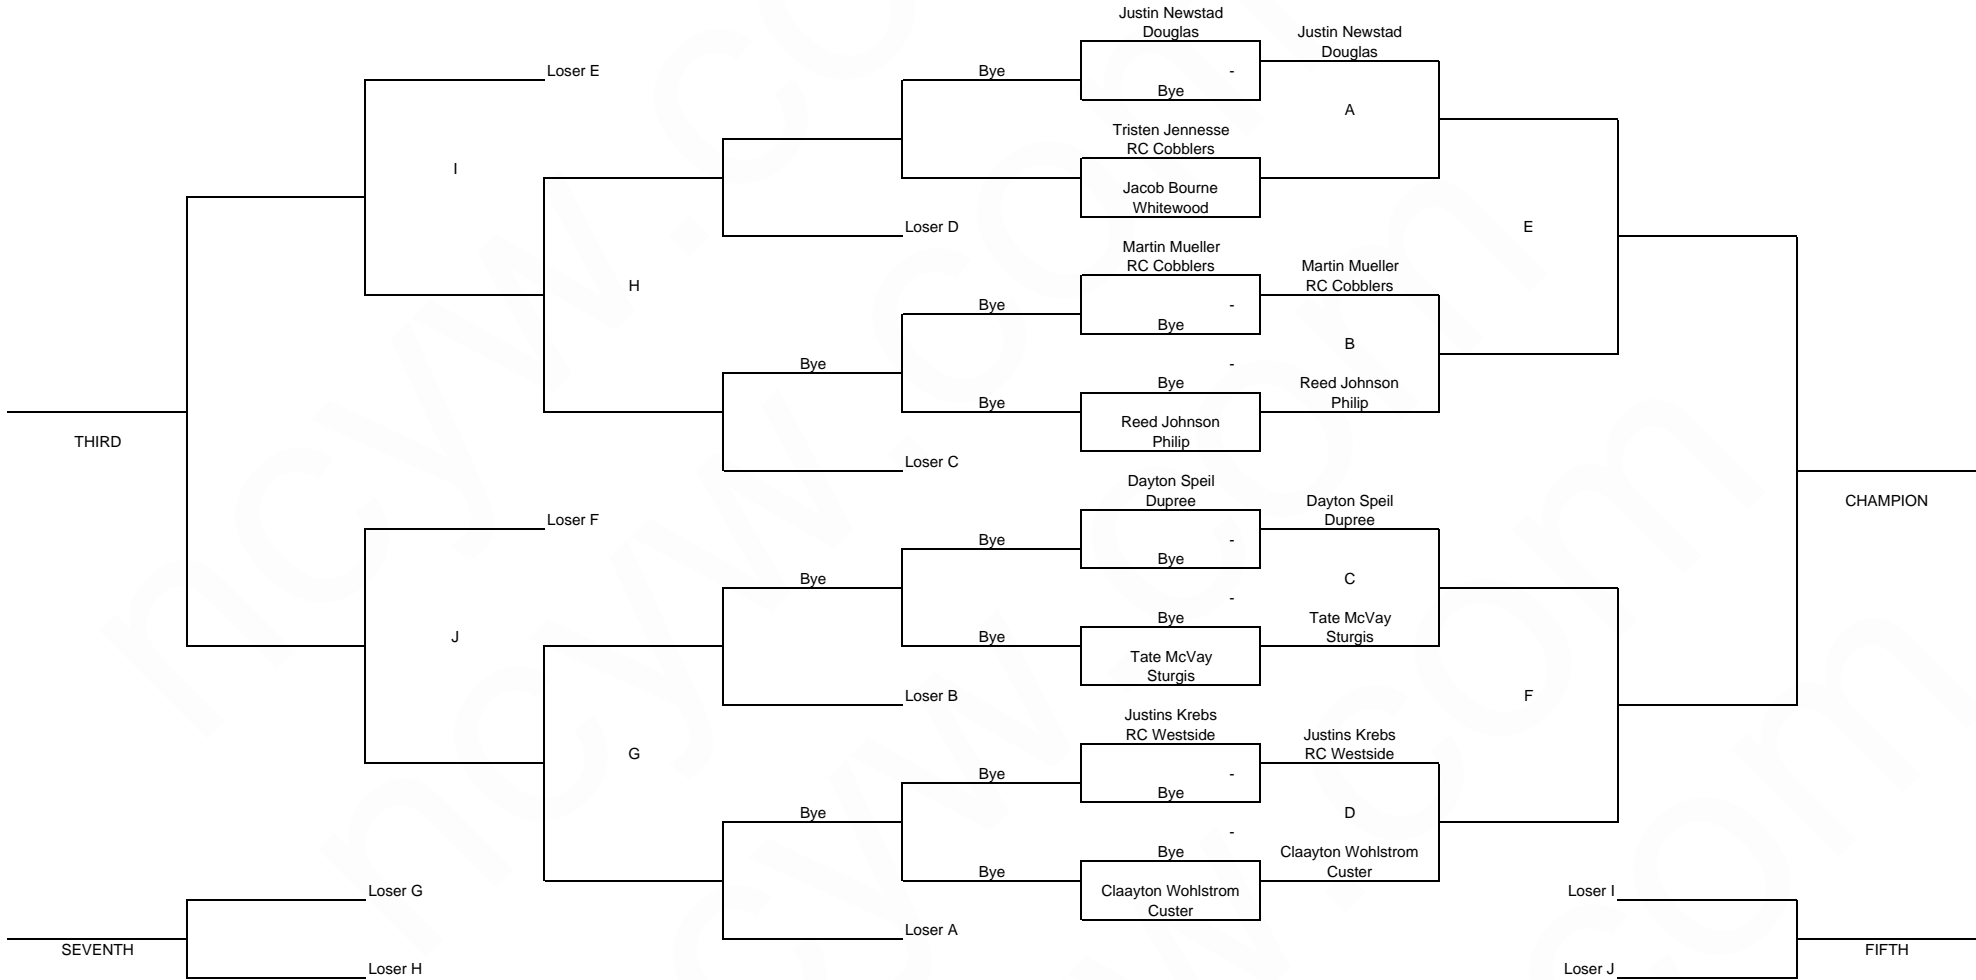 Justin Newstad
Douglas
Justin Newstad
Douglas
Loser E
Bye
-
Bye
A
Tristen Jennesse
RC Cobblers
I
Jacob Bourne
Whitewood
Loser D
E
Martin Mueller
RC Cobblers
Martin Mueller
RC Cobblers
H
Bye
-
Bye
B
Bye
-
Bye
Reed Johnson
Philip
Bye
Reed Johnson
Philip
THIRD
Loser C
Dayton Speil
Dupree
Dayton Speil
Dupree
CHAMPION
Loser F
Bye
-
Bye
Bye
C
-
Bye
Tate McVay
Sturgis
J
Bye
Tate McVay
Sturgis
Loser B
F
Justins Krebs
RC Westside
Justins Krebs
RC Westside
G
Bye
-
Bye
Bye
D
-
Bye
Claayton Wohlstrom
Custer
Bye
Claayton Wohlstrom
Custer
Loser G
Loser I
Loser A
SEVENTH
FIFTH
Loser H
Loser J